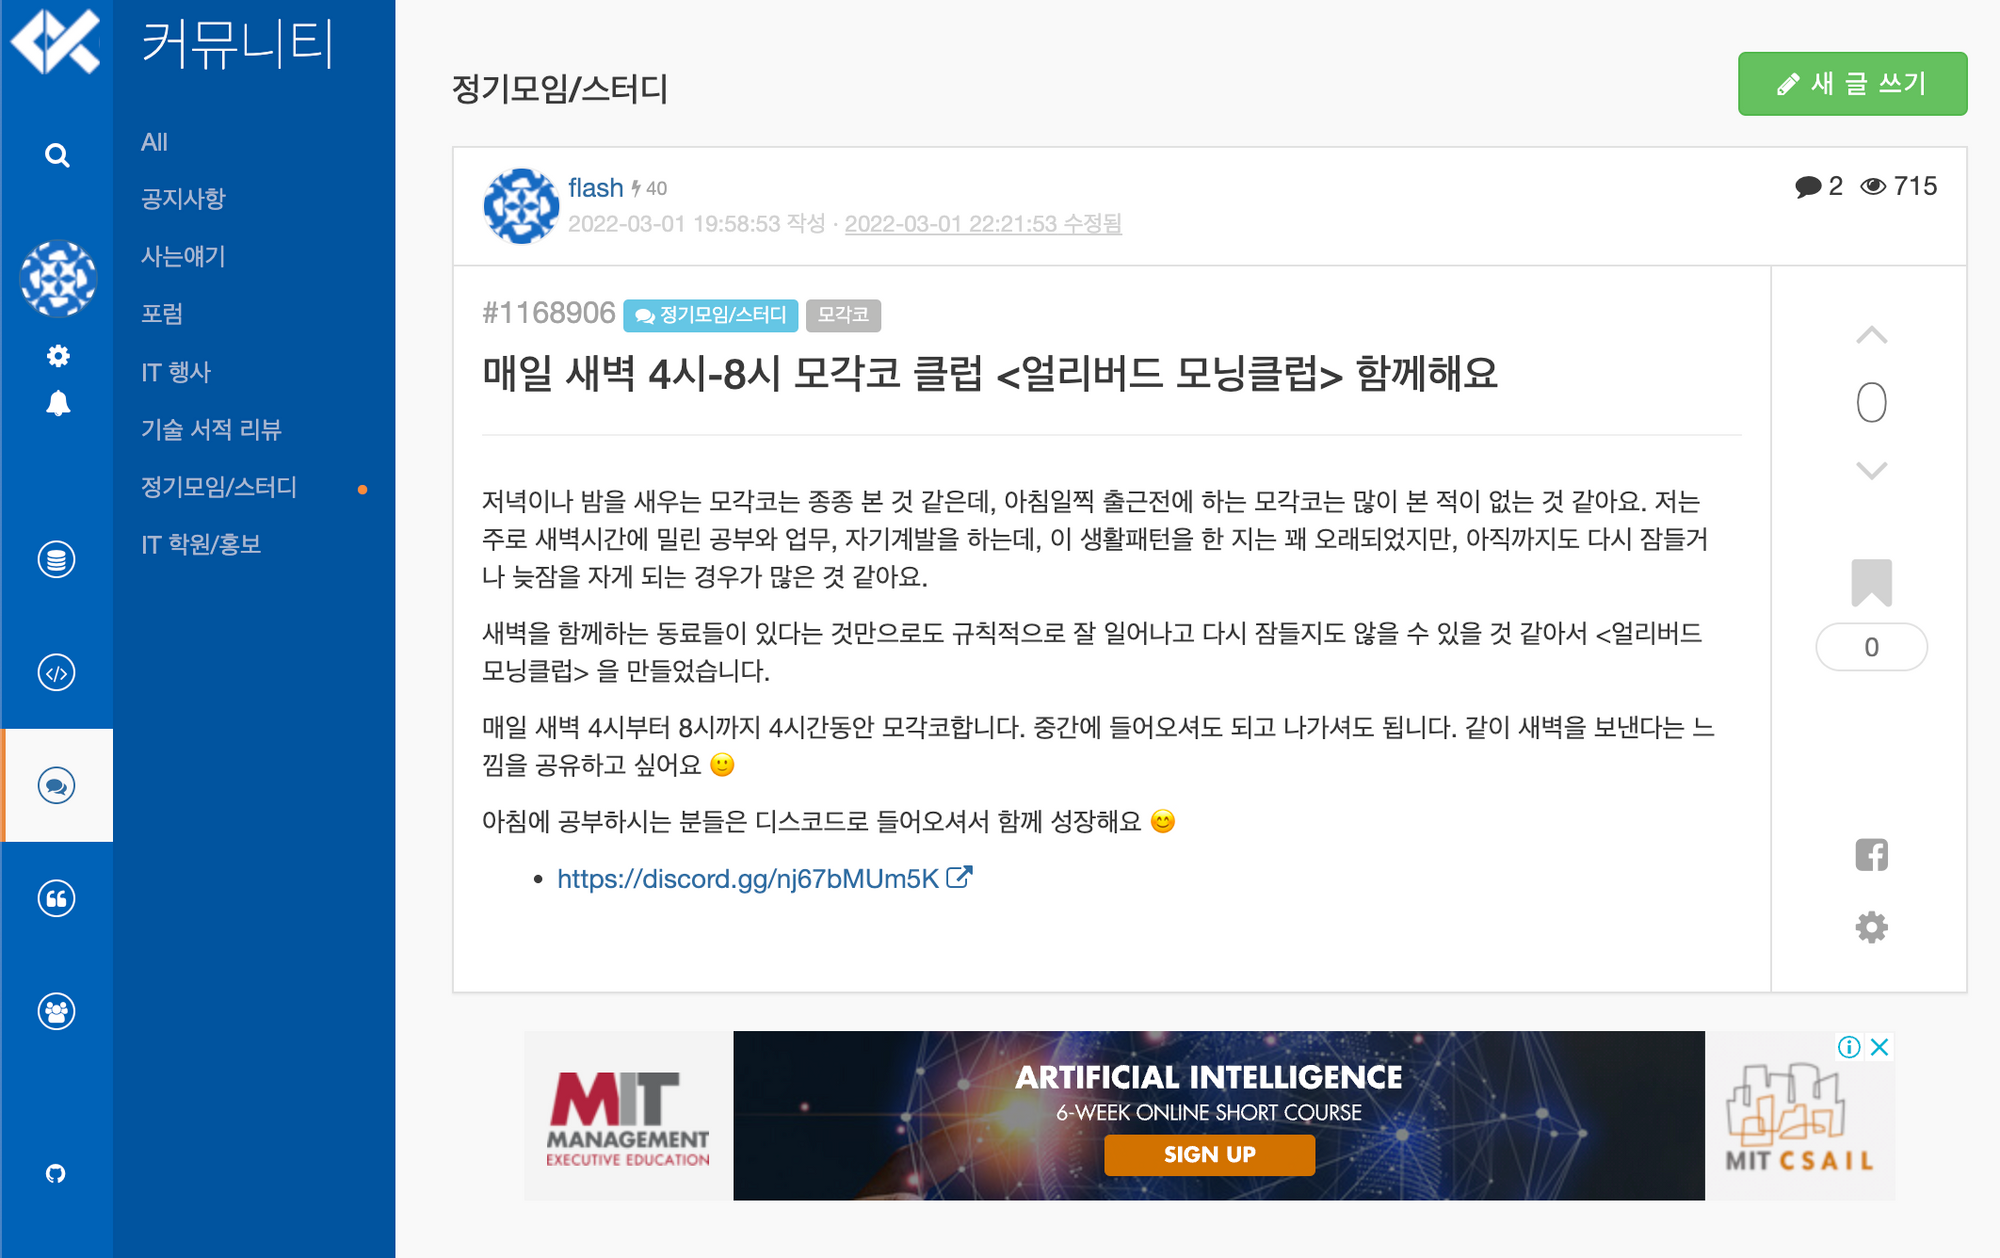 커뮤니티
All
공지사항
사는얘기
포럼
IT 행사
기술 서적 리뷰
정기모임/스터디
IT 학원/홍보
정기모임/스터디
새 글 쓰기
flash 40
2022-03-01 19:58:53 작성 · 2022-03-01 22:21:53 수정됨
2 715
#1168906 정기모임/스터디 모각코
매일 새벽 4시-8시 모각코 클럽 <얼리버드 모닝클럽> 함께해요
0
저녁이나 밤을 새우는 모각코는 종종 본 것 같은데, 아침일찍 출근전에 하는 모각코는 많이 본 적이 없는 것 같아요. 저는
주로 새벽시간에 밀린 공부와 업무, 자기계발을 하는데, 이 생활패턴을 한 지는 꽤 오래되었지만, 아직까지도 다시 잠들거
나 늦잠을 자게 되는 경우가 많은 겻 같아요.
새벽을 함께하는 동료들이 있다는 것만으로도 규칙적으로 잘 일어나고 다시 잠들지도 않을 수 있을 것 같아서 <얼리버드
모닝클럽> 을 만들었습니다.
0
매일 새벽 4시부터 8시까지 4시간동안 모각코합니다. 중간에 들어오셔도 되고 나가셔도 됩니다. 같이 새벽을 보낸다는 느
낌을 공유하고 싶어요 🙂
아침에 공부하시는 분들은 디스코드로 들어오셔서 함께 성장해요 😊
• https://discord.gg/nj67bMUm5K
MIT
MANAGEMENT
EXECUTIVE EDUCATION
ARTIFICIAL INTELLIGENCE
6-WEEK ONLINE SHORT COURSE
SIGN UP
MIT CSAIL